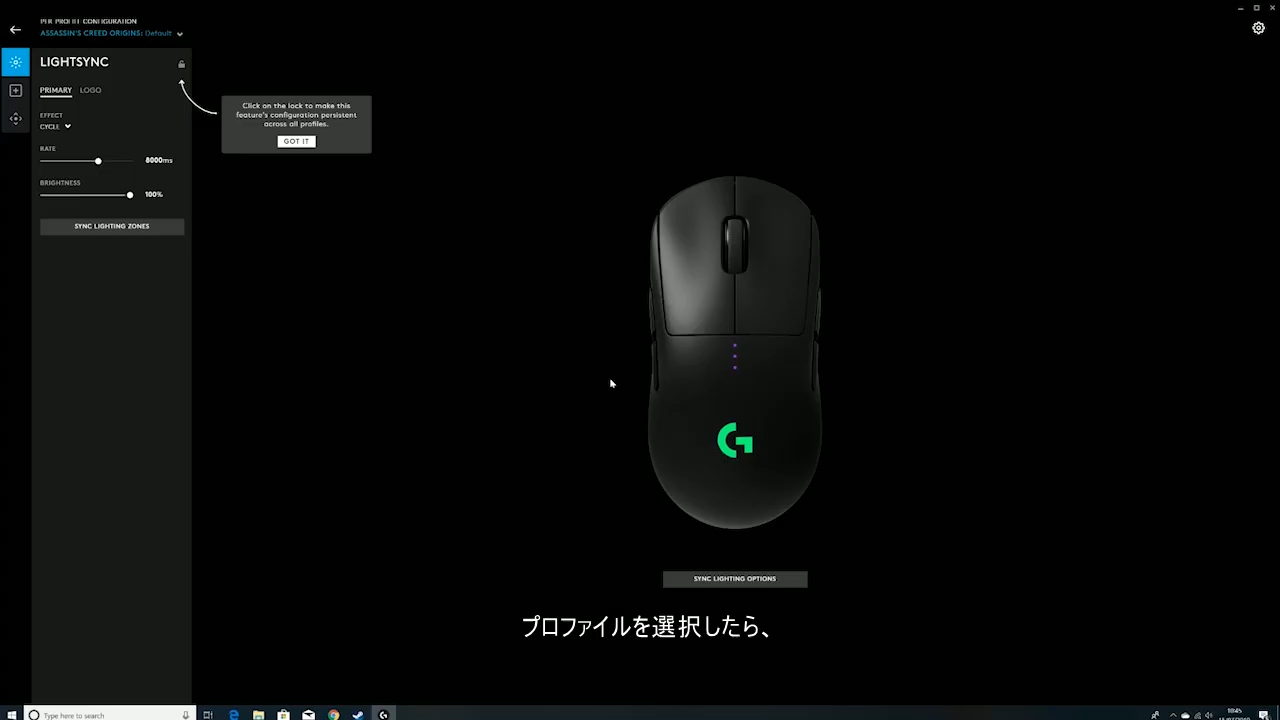 PER PROFILE CONFIGURATION
ASSASSIN'S CREED ORIGINS: Default
LIGHTSYNC
PRIMARY LOGO
EFFECT
CYCLE
RATE
8000ms
BRIGHTNESS
100%
SYNC LIGHTING ZONES
Click on the lock to make this
feature's configuration persistent
across all profiles.
GOT IT
SYNC LIGHTING OPTIONS
プロファイルを選択したら、
Type here to search